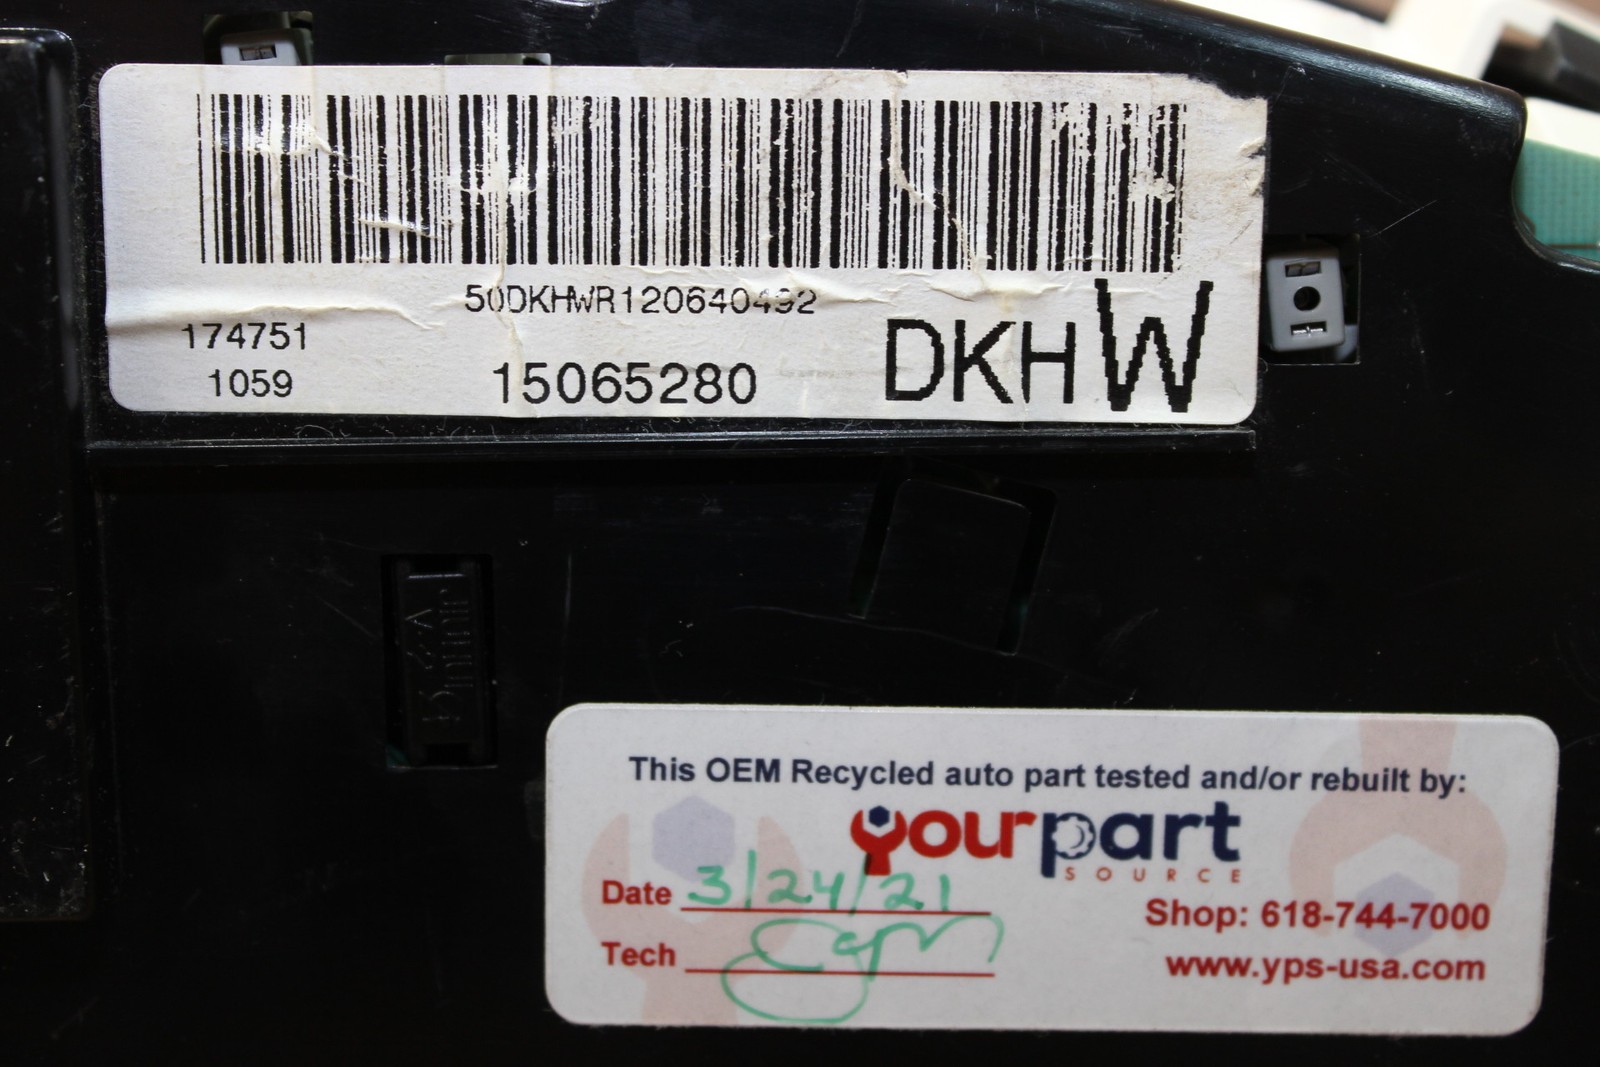 50DKHWR120640492
174751
1059
15065280
DKHW
This OEM Recycled auto part tested and/or rebuilt by:
yourpart
SOURCE
Date 3/24/21
Tech
Shop: 618-744-7000
www.yps-usa.com